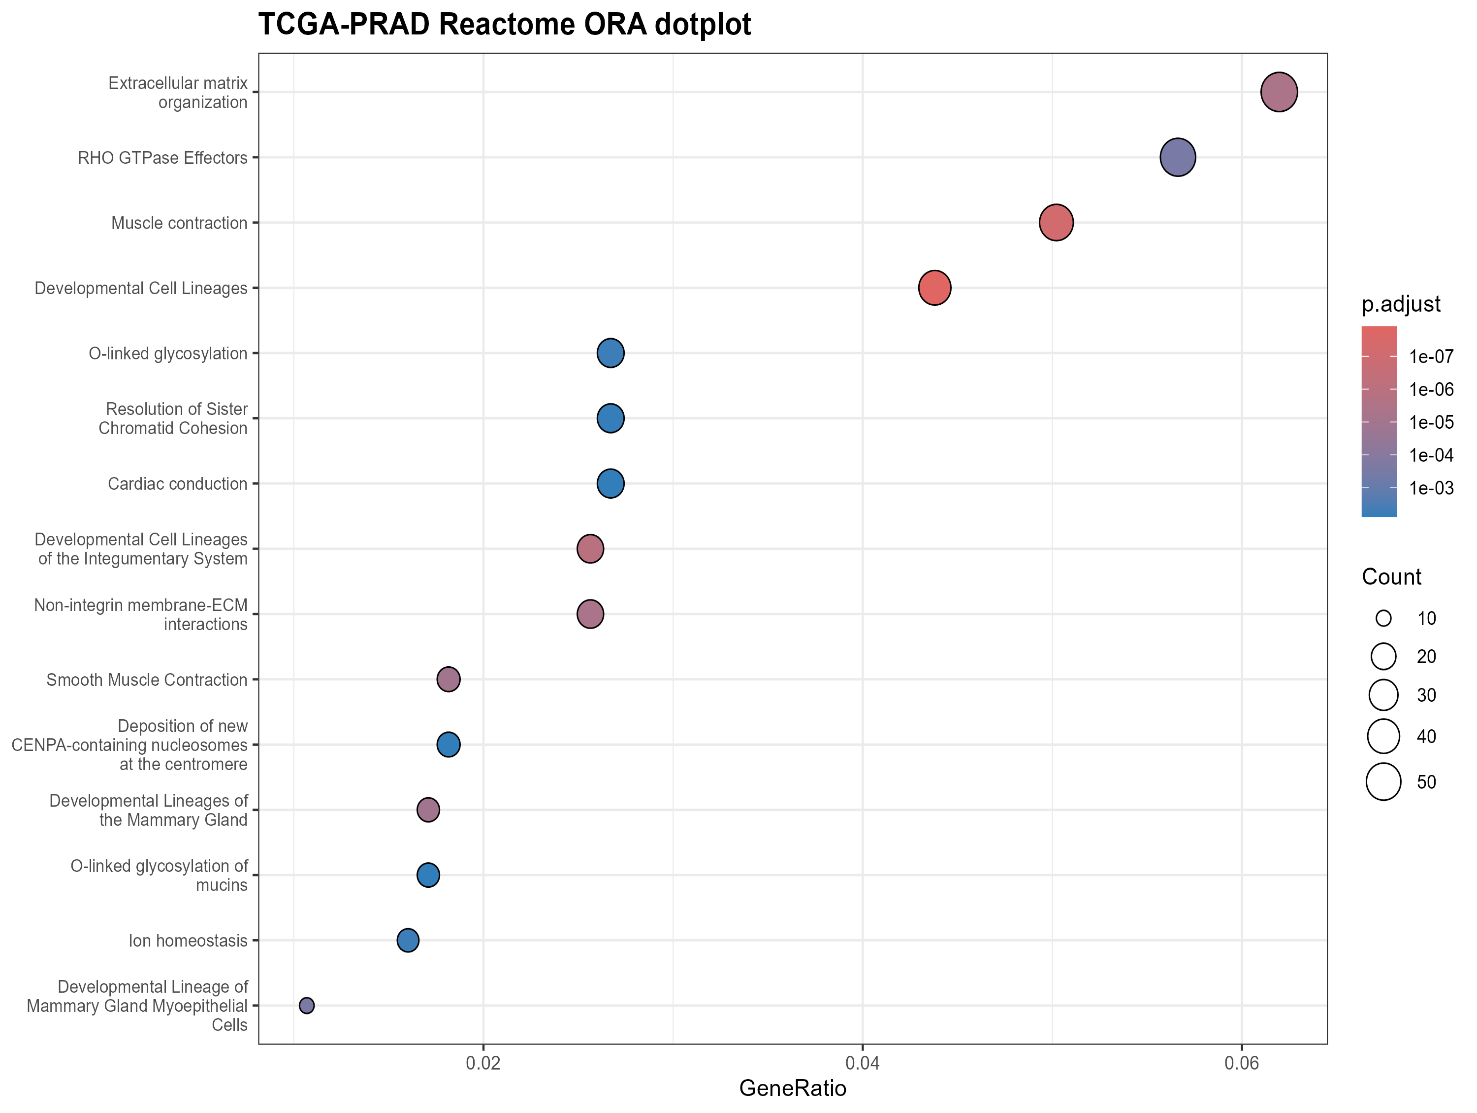 TCGA-PRAD Reactome ORA dotplot
Extracellular matrix
organization
RHO GTPase Effectors
Muscle contraction
Developmental Cell Lineages
O-linked glycosylation
Resolution of Sister
Chromatid Cohesion
Cardiac conduction
Developmental Cell Lineages
of the Integumentary System
Non-integrin membrane-ECM
interactions
Smooth Muscle Contraction
Deposition of new
CENPA-containing nucleosomes
at the centromere
Developmental Lineages of
the Mammary Gland
O-linked glycosylation of
mucins
Ion homeostasis
Developmental Lineage of
Mammary Gland Myoepithelial
Cells
0.02
0.04
0.06
GeneRatio
p.adjust
1e-07
1e-06
1e-05
1e-04
1e-03
Count
10
20
30
40
50